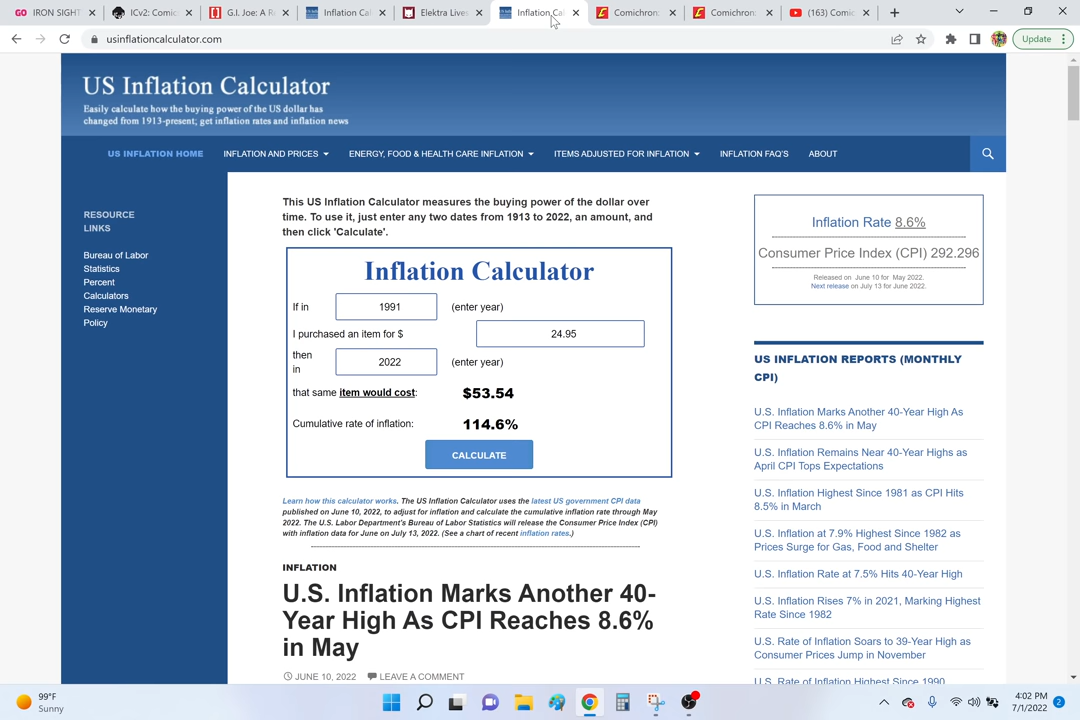 IRON SIGHT
ICv2: Comic
G.I. Joe: A R
Inflation Cal
Elektra Lives
Inflation Cal
Comichron:
Comichron:
(163) Comic
usinflationcalculator.com
Update
US Inflation Calculator
Easily calculate how the buying power of the US dollar has
changed from 1913-present; get inflation rates and inflation news
US INFLATION HOME
INFLATION AND PRICES
ENERGY, FOOD & HEALTH CARE INFLATION
ITEMS ADJUSTED FOR INFLATION
INFLATION FAQ'S
ABOUT
RESOURCE
LINKS
Bureau of Labor
Statistics
Percent
Calculators
Reserve Monetary
Policy
This US Inflation Calculator measures the buying power of the dollar over
time. To use it, just enter any two dates from 1913 to 2022, an amount, and
then click 'Calculate'.
Inflation Calculator
If in 1991 (enter year)
I purchased an item for $ 24.95
then
in 2022 (enter year)
that same item would cost: $53.54
Cumulative rate of inflation: 114.6%
CALCULATE
Learn how this calculator works. The US Inflation Calculator uses the latest US government CPI data
published on June 10, 2022, to adjust for inflation and calculate the cumulative inflation rate through May
2022. The U.S. Labor Department's Bureau of Labor Statistics will release the Consumer Price Index (CPI)
with inflation data for June on July 13, 2022. (See a chart of recent inflation rates.)
INFLATION
U.S. Inflation Marks Another 40-
Year High As CPI Reaches 8.6%
in May
JUNE 10, 2022 LEAVE A COMMENT
Inflation Rate 8.6%
Consumer Price Index (CPI) 292.296
Released on June 10 for May 2022.
Next release on July 13 for June 2022.
US INFLATION REPORTS (MONTHLY
CPI)
U.S. Inflation Marks Another 40-Year High As
CPI Reaches 8.6% in May
U.S. Inflation Remains Near 40-Year Highs as
April CPI Tops Expectations
U.S. Inflation Highest Since 1981 as CPI Hits
8.5% in March
U.S. Inflation at 7.9% Highest Since 1982 as
Prices Surge for Gas, Food and Shelter
U.S. Inflation Rate at 7.5% Hits 40-Year High
U.S. Inflation Rises 7% in 2021, Marking Highest
Rate Since 1982
U.S. Rate of Inflation Soars to 39-Year High as
Consumer Prices Jump in November
U.S. Rate of Inflation Highest Since 1990
99°F
Sunny
4:02 PM
7/1/2022
2